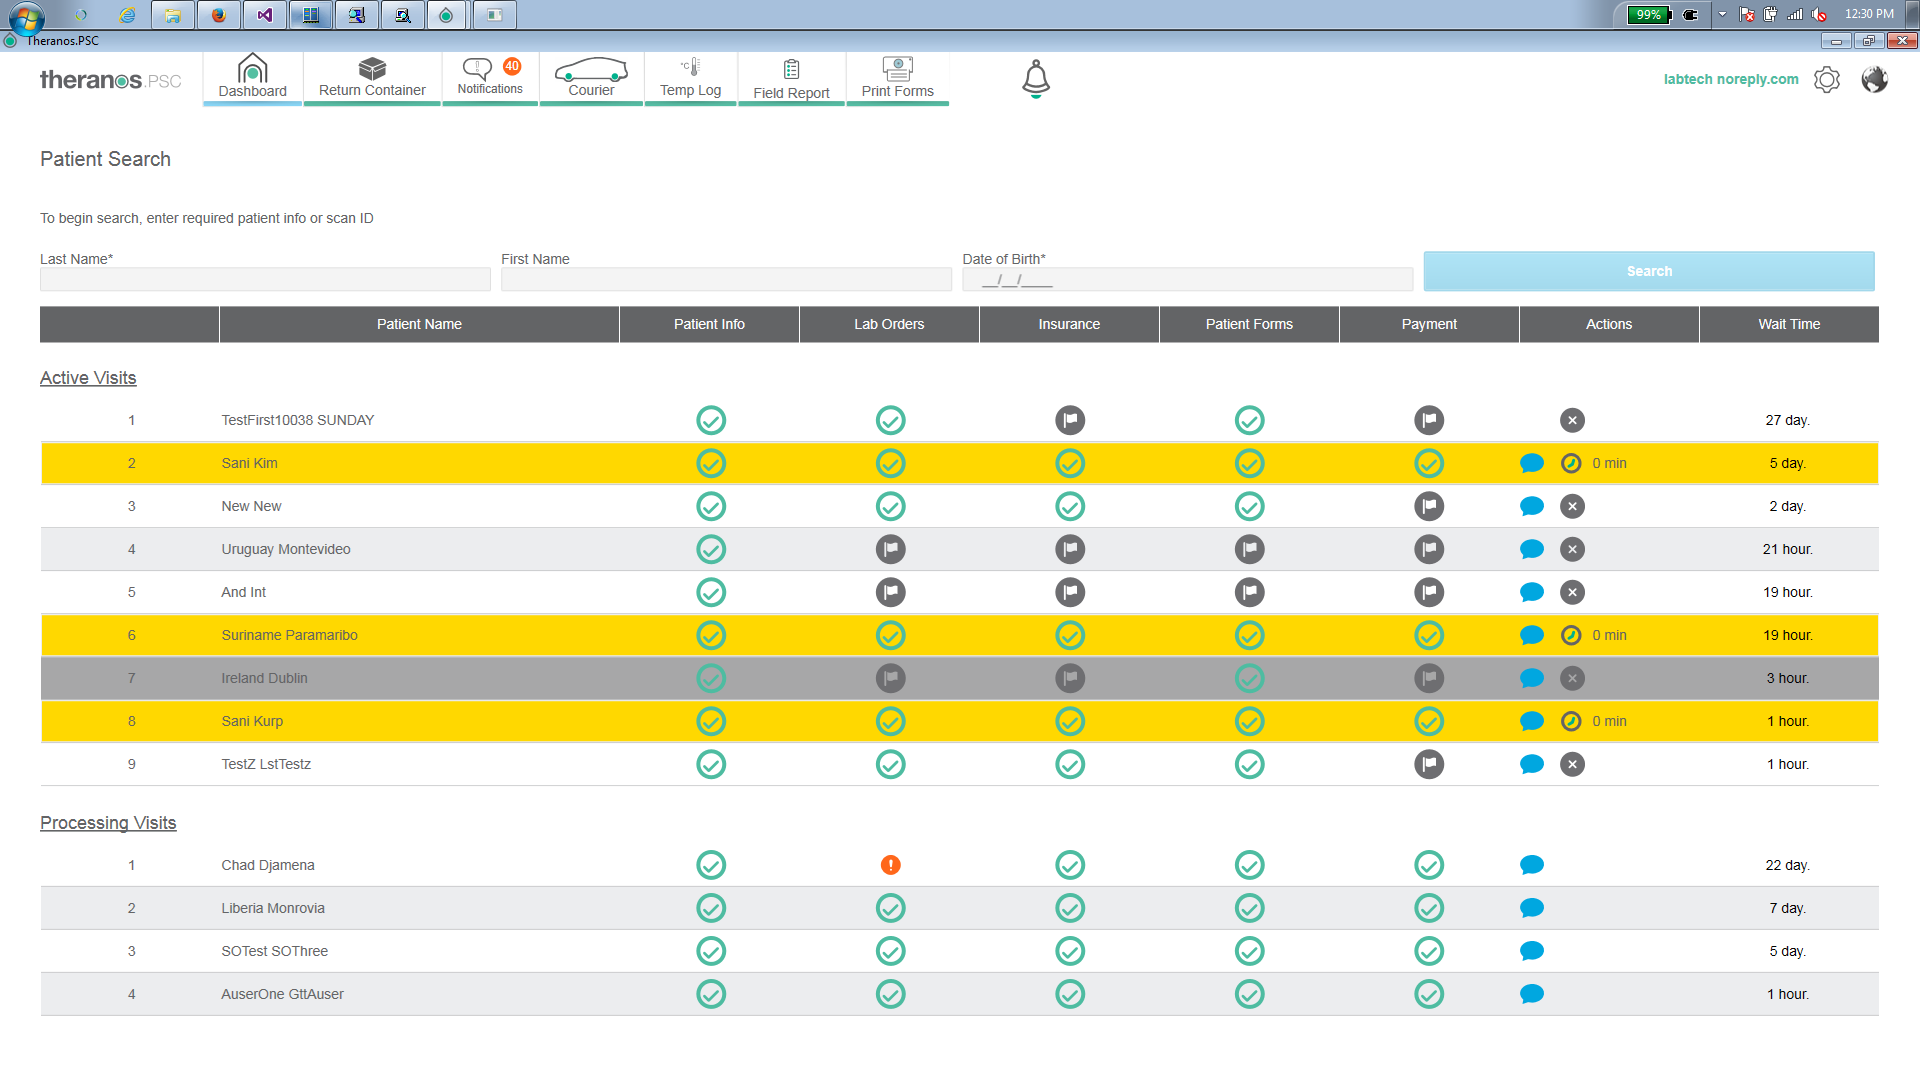 99%
12:30 PM
Theranos.PSC
theranos.PSC
Dashboard
Return Container
40
Notifications
Courier
°C
Temp Log
Field Report
Print Forms
labtech noreply.com
Patient Search
To begin search, enter required patient info or scan ID
Last Name* First Name Date of Birth*
__/__/____
Search
Patient Name Patient Info Lab Orders Insurance Patient Forms Payment Actions Wait Time
Active Visits
1 TestFirst10038 SUNDAY 27 day.
2 Sani Kim 0 min 5 day.
3 New New 2 day.
4 Uruguay Montevideo 21 hour.
5 And Int 19 hour.
6 Suriname Paramaribo 0 min 19 hour.
7 Ireland Dublin 3 hour.
8 Sani Kurp 0 min 1 hour.
9 TestZ LstTestz 1 hour.
Processing Visits
1 Chad Djamena 22 day.
2 Liberia Monrovia 7 day.
3 SOTest SOThree 5 day.
4 AuserOne GttAuser 1 hour.